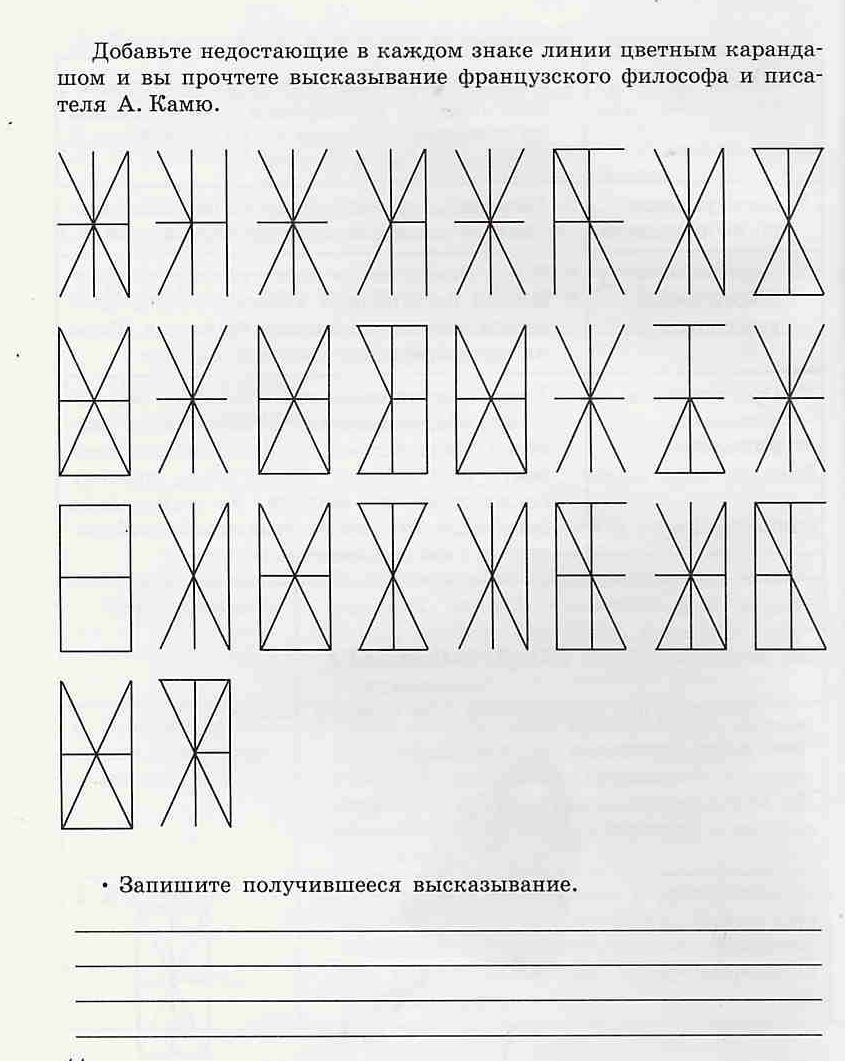 Добавьте недостающие в каждом знаке линии цветным каранда-
шом и вы прочтете высказывание французского философа и писа-
теля А. Камю.
• Запишите получившееся высказывание.